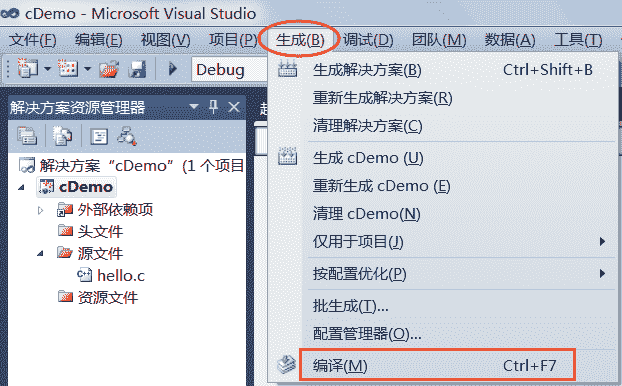 cDemo - Microsoft Visual Studio
文件(F) 编辑(E) 视图(V) 项目(P) 生成(B) 调试(D) 团队(M) 数据(A) 工具(T)
Debug
解决方案资源管理器
解决方案 “cDemo” (1 个项目
cDemo
外部依赖项
头文件
源文件
hello.c
资源文件
生成解决方案(B) Ctrl+Shift+B
重新生成解决方案(R)
清理解决方案(C)
生成 cDemo (U)
重新生成 cDemo (E)
清理 cDemo(N)
仅用于项目(J)
按配置优化(P)
批生成(T)...
配置管理器(O)...
编译(M) Ctrl+F7